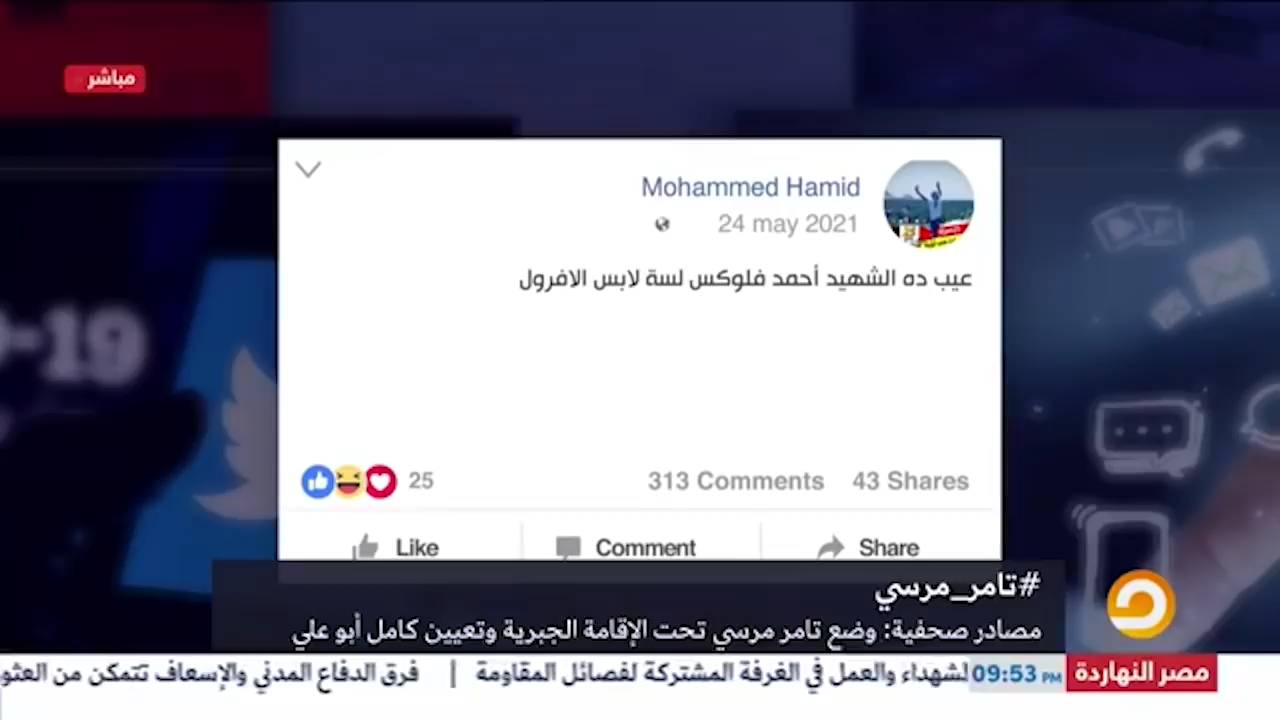 مباشر
Mohammed Hamid
24 may 2021
عيب ده الشهيد أحمد فلوكس لسة لابس الافرول
25
313 Comments
43 Shares
Like
Comment
Share
-19
#تامر_مرسي
مصادر صحفية: وضع تامر مرسي تحت الإقامة الجبرية وتعيين كامل أبو علي
مصر النهاردة
09:53 PM
لشهداء والعمل في الغرفة المشتركة لفصائل المقاومة | فرق الدفاع المدني والإسعاف تتمكن من العثو